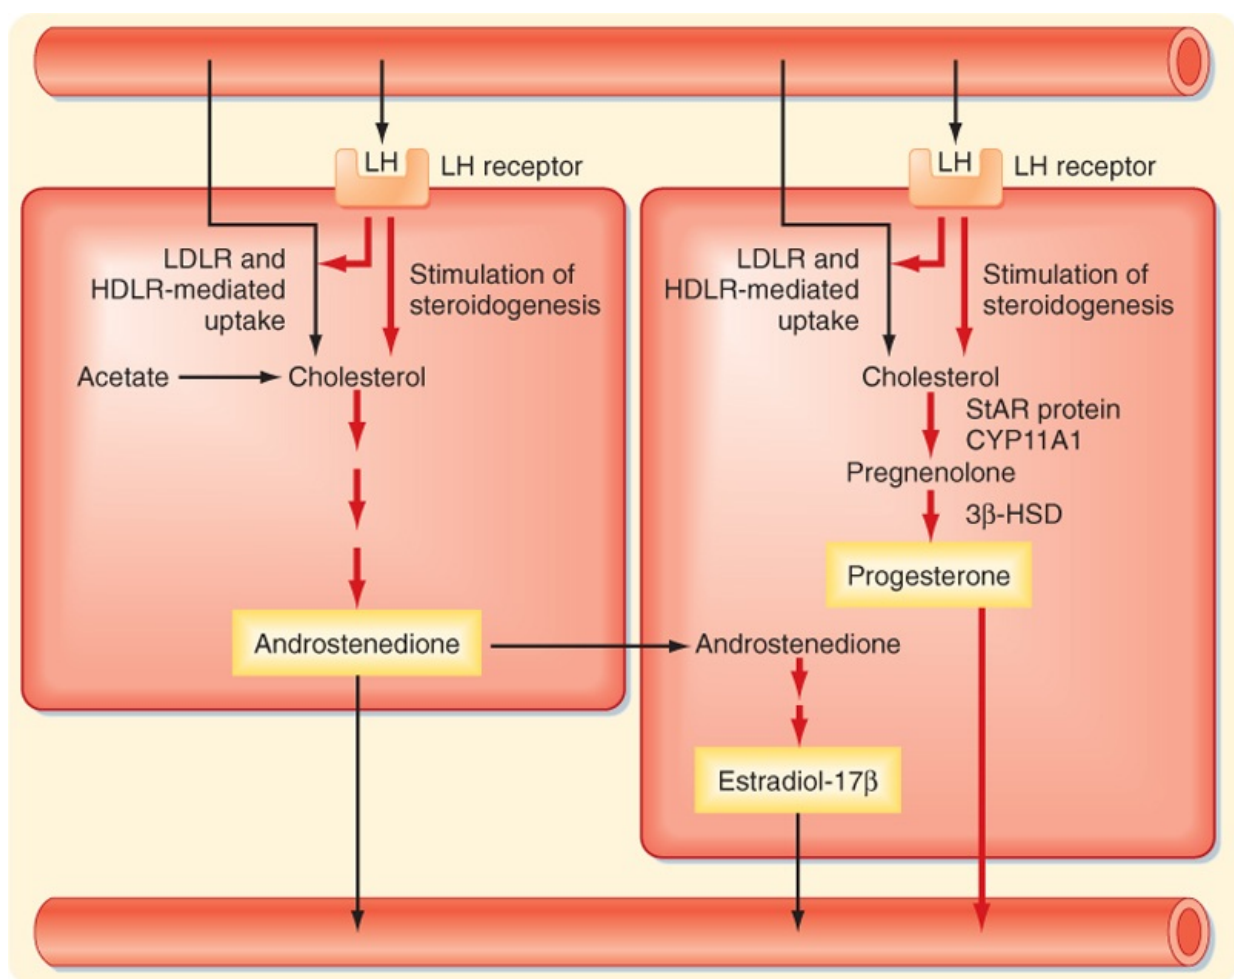 LH
LH receptor
LDLR and
HDLR-mediated
uptake
Stimulation of
steroidogenesis
Acetate
Cholesterol
Androstenedione
LH
LH receptor
LDLR and
HDLR-mediated
uptake
Stimulation of
steroidogenesis
Cholesterol
StAR protein
CYP11A1
Pregnenolone
3β-HSD
Progesterone
Androstenedione
Estradiol-17β